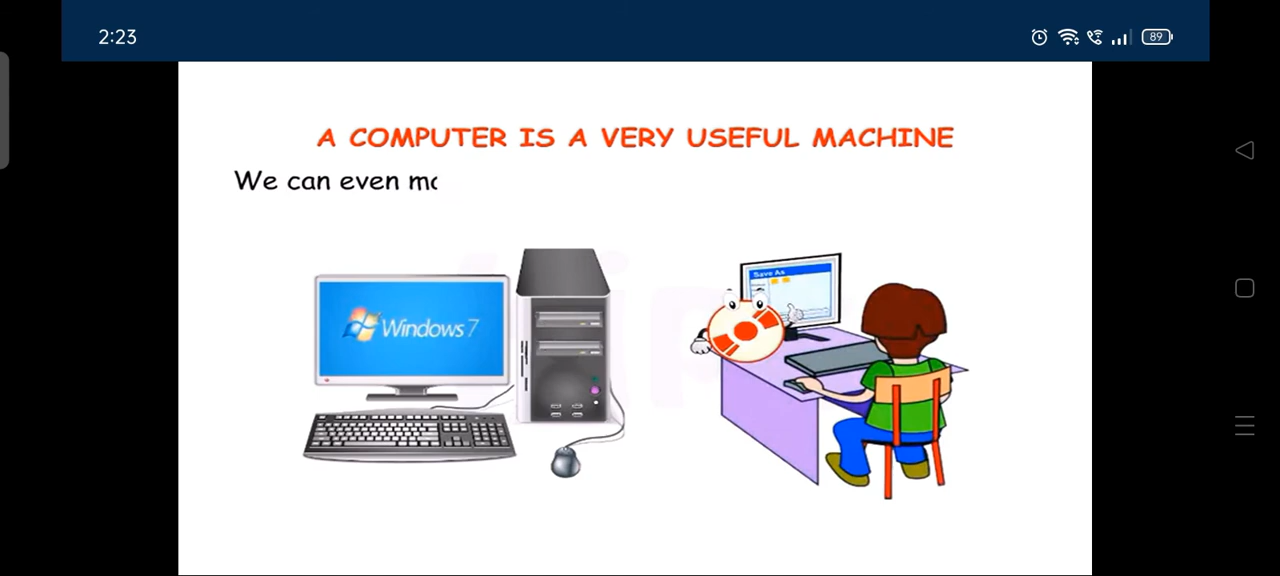 2:23
89
A COMPUTER IS A VERY USEFUL MACHINE
We can even
Save As
Windows 7